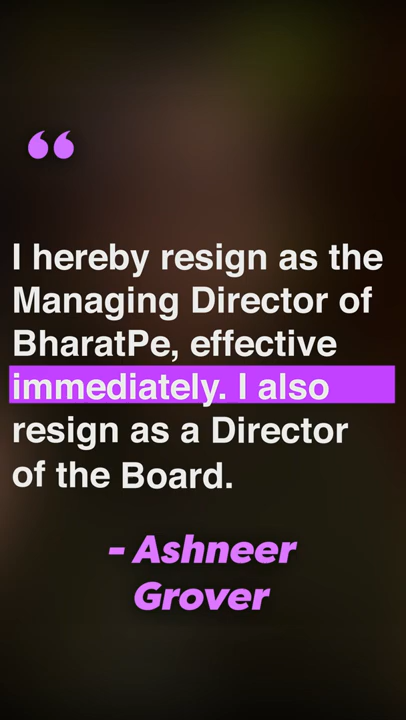 “
I hereby resign as the
Managing Director of
BharatPe, effective
immediately. I also
resign as a Director
of the Board.
- Ashneer
Grover